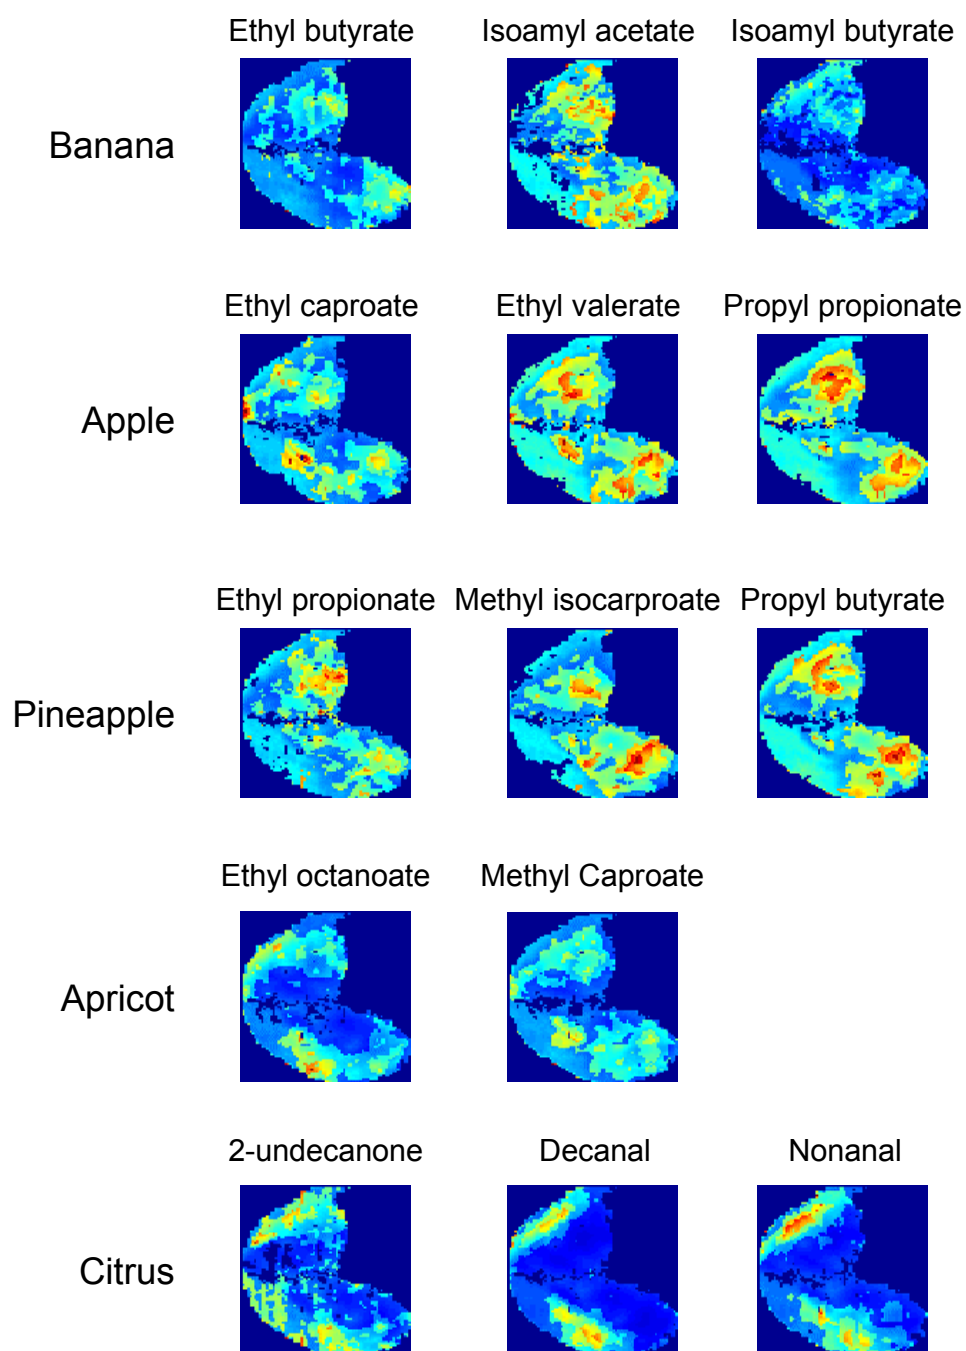 Ethyl butyrate Isoamyl acetate Isoamyl butyrate
Banana
Ethyl caproate Ethyl valerate Propyl propionate
Apple
Ethyl propionate Methyl isocarproate Propyl butyrate
Pineapple
Ethyl octanoate Methyl Caproate
Apricot
2-undecanone Decanal Nonanal
Citrus